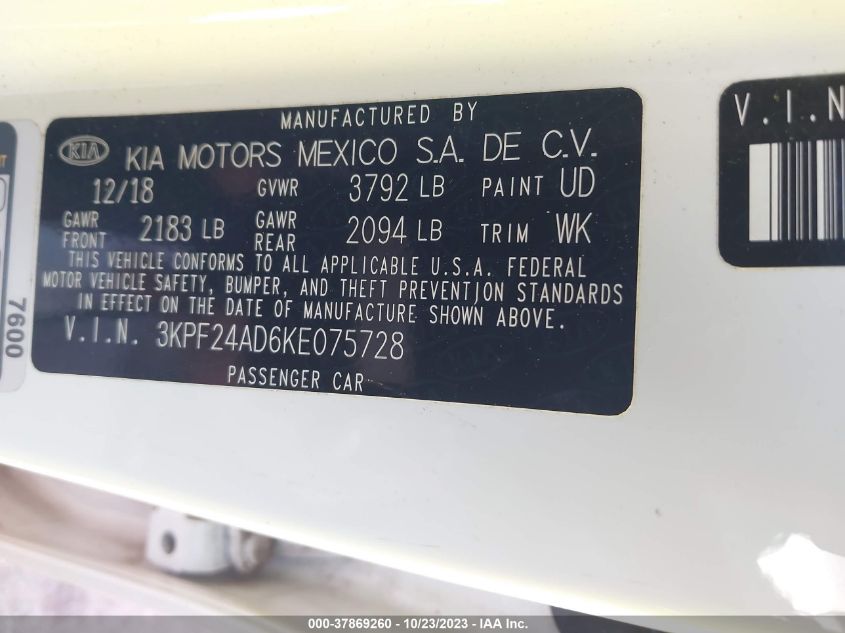 MANUFACTURED BY
KIA KIA MOTORS MEXICO S.A. DE C.V.
12/18 GVWR 3792 LB PAINT UD
GAWR FRONT 2183 LB GAWR REAR 2094 LB TRIM WK
THIS VEHICLE CONFORMS TO ALL APPLICABLE U.S.A. FEDERAL
MOTOR VEHICLE SAFETY, BUMPER, AND THEFT PREVENTION STANDARDS
IN EFFECT ON THE DATE OF MANUFACTURE SHOWN ABOVE.
V.I.N. 3KPF24AD6KE075728
PASSENGER CAR
7600
V.I.N
000-37869260 - 10/23/2023 - IAA Inc.